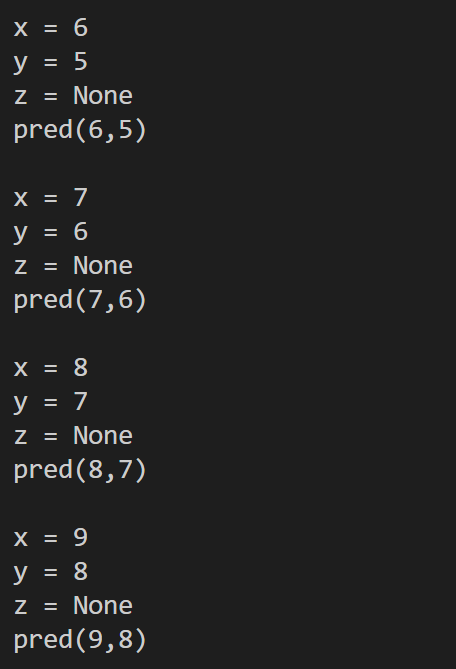 x = 6
y = 5
z = None
pred(6,5)

x = 7
y = 6
z = None
pred(7,6)

x = 8
y = 7
z = None
pred(8,7)

x = 9
y = 8
z = None
pred(9,8)